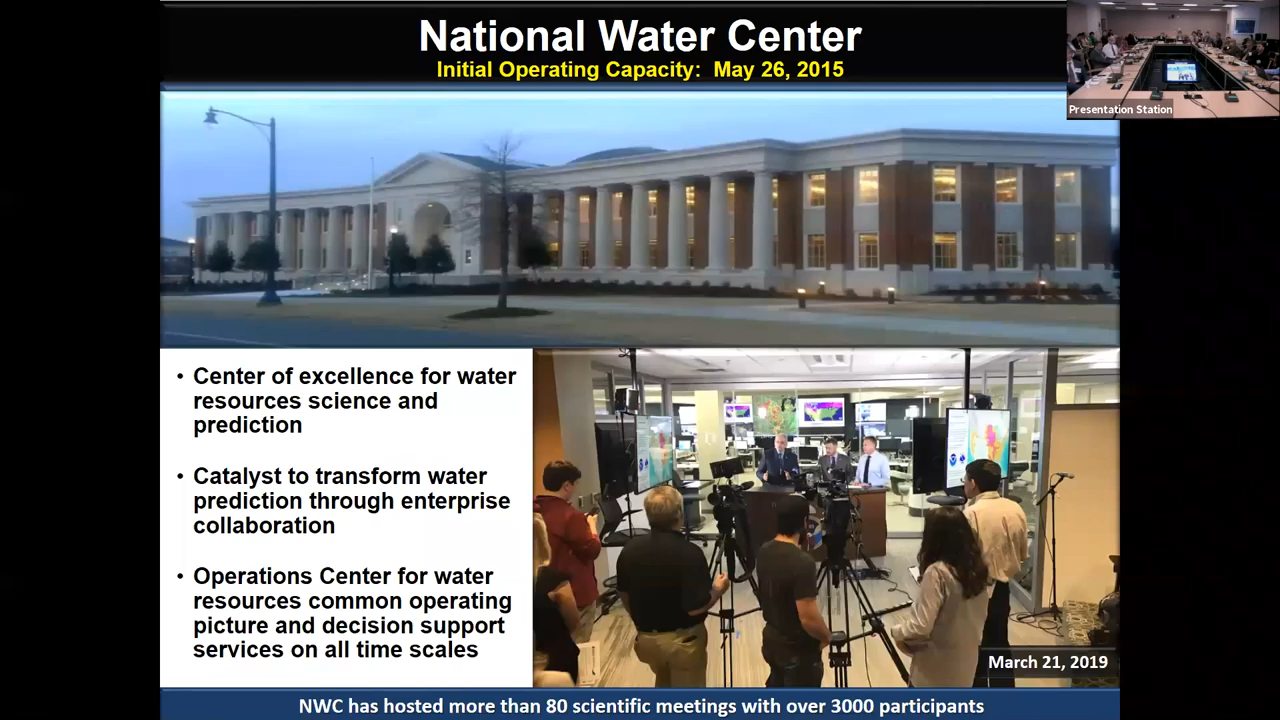 National Water Center
Initial Operating Capacity: May 26, 2015
Presentation Station
• Center of excellence for water
resources science and
prediction
• Catalyst to transform water
prediction through enterprise
collaboration
• Operations Center for water
resources common operating
picture and decision support
services on all time scales
March 21, 2019
NWC has hosted more than 80 scientific meetings with over 3000 participants